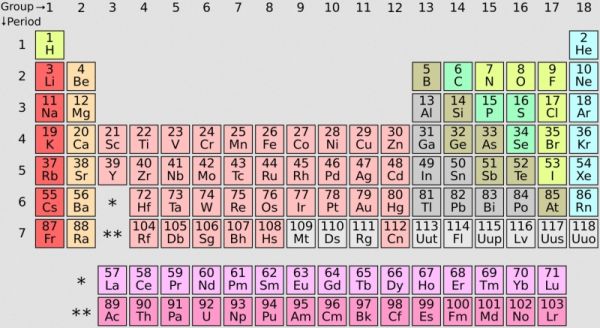 Group → 1 2 3 4 5 6 7 8 9 10 11 12 13 14 15 16 17 18
↓Period
1 1 2
H He
2 3 4 5 6 7 8 9 10
Li Be B C N O F Ne
3 11 12 13 14 15 16 17 18
Na Mg Al Si P S Cl Ar
4 19 20 21 22 23 24 25 26 27 28 29 30 31 32 33 34 35 36
K Ca Sc Ti V Cr Mn Fe Co Ni Cu Zn Ga Ge As Se Br Kr
5 37 38 39 40 41 42 43 44 45 46 47 48 49 50 51 52 53 54
Rb Sr Y Zr Nb Mo Tc Ru Rh Pd Ag Cd In Sn Sb Te I Xe
6 55 56 * 72 73 74 75 76 77 78 79 80 81 82 83 84 85 86
Cs Ba Hf Ta W Re Os Ir Pt Au Hg Tl Pb Bi Po At Rn
7 87 88 ** 104 105 106 107 108 109 110 111 112 113 114 115 116 117 118
Fr Ra Rf Db Sg Bh Hs Mt Ds Rg Cn Uut Fl Uup Lv Uus Uuo
* 57 58 59 60 61 62 63 64 65 66 67 68 69 70 71
La Ce Pr Nd Pm Sm Eu Gd Tb Dy Ho Er Tm Yb Lu
** 89 90 91 92 93 94 95 96 97 98 99 100 101 102 103
Ac Th Pa U Np Pu Am Cm Bk Cf Es Fm Md No Lr